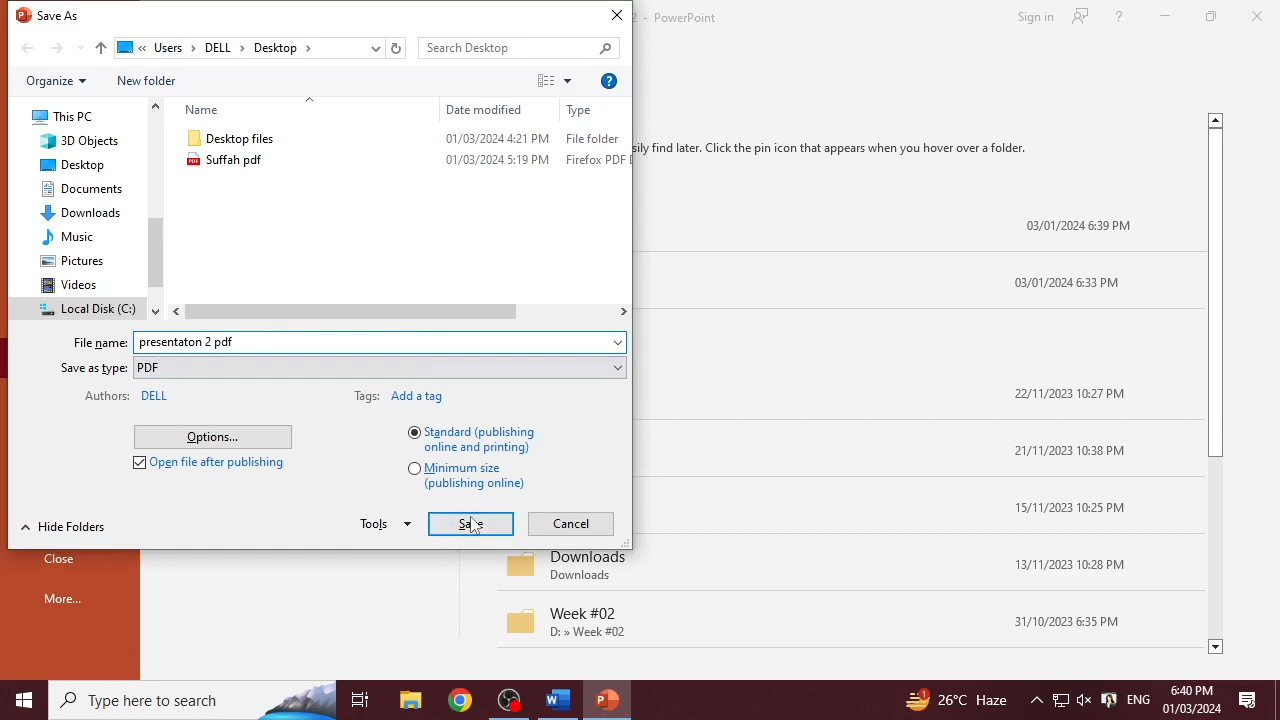 Save As
2 - PowerPoint
Sign in
?
« Users › DELL › Desktop ›
Search Desktop
Organize
New folder
?
Name
Date modified
Type
This PC
3D Objects
Desktop
Documents
Downloads
Music
Pictures
Videos
Local Disk (C:)
Desktop files
01/03/2024 4:21 PM
File folder
Suffah pdf
01/03/2024 5:19 PM
Firefox PDF D
sily find later. Click the pin icon that appears when you hover over a folder.
03/01/2024 6:39 PM
03/01/2024 6:33 PM
22/11/2023 10:27 PM
21/11/2023 10:38 PM
15/11/2023 10:25 PM
File name:
presentaton 2 pdf
Save as type:
PDF
Authors:
DELL
Tags:
Add a tag
Options...
Open file after publishing
Standard (publishing
online and printing)
Minimum size
(publishing online)
Hide Folders
Tools
Save
Cancel
Close
More...
Downloads
Downloads
13/11/2023 10:28 PM
Week #02
D: » Week #02
31/10/2023 6:35 PM
Type here to search
1
26°C Haze
ENG
6:40 PM
01/03/2024